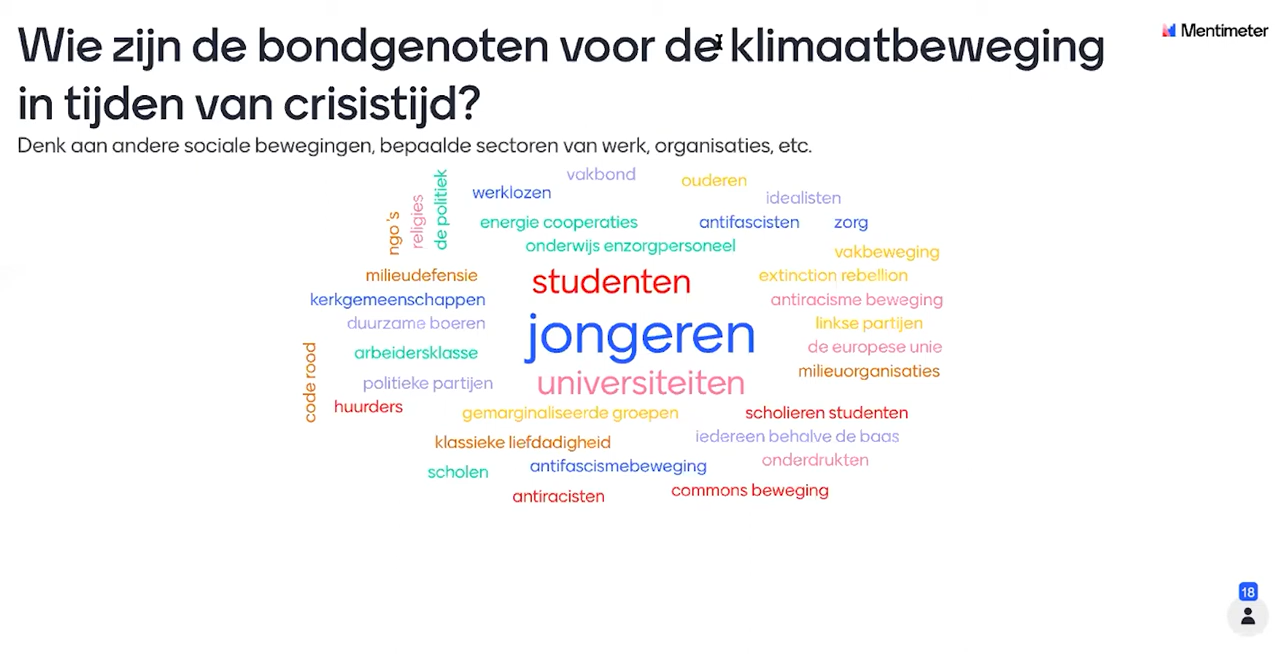 Wie zijn de bondgenoten voor de klimaatbeweging
in tijden van crisistijd?
Mentimeter
Denk aan andere sociale bewegingen, bepaalde sectoren van werk, organisaties, etc.
vakbond
ouderen
werklozen
idealisten
de politiek
religies
ngo 's
energie cooperaties
antifascisten
zorg
onderwijs enzorgpersoneel
vakbeweging
milieudefensie
studenten
extinction rebellion
kerkgemeenschappen
antiracisme beweging
duurzame boeren
jongeren
linkse partijen
arbeidersklasse
de europese unie
code rood
politieke partijen
universiteiten
milieuorganisaties
huurders
gemarginaliseerde groepen
scholieren studenten
klassieke liefdadigheid
iedereen behalve de baas
scholen
antifascismebeweging
onderdrukten
antiracisten
commons beweging
18